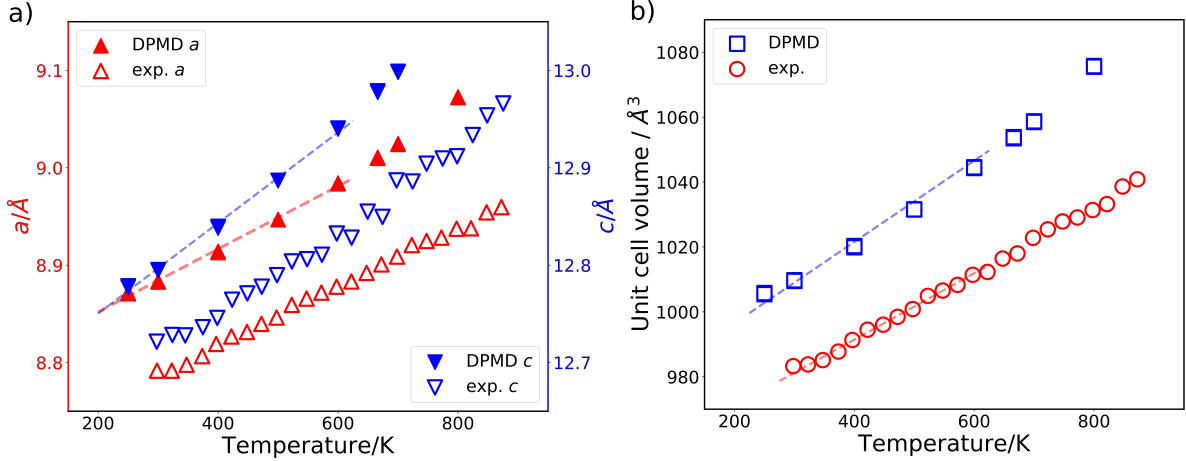 a)
DPMD a
exp. a
9.1
9.0
8.9
8.8
a/Å
13.0
12.9
12.8
12.7
c/Å
DPMD c
exp. c
200
400
600
800
Temperature/K
b)
DPMD
exp.
1080
1060
1040
1020
1000
980
Unit cell volume / Å³
200
400
600
800
Temperature/K